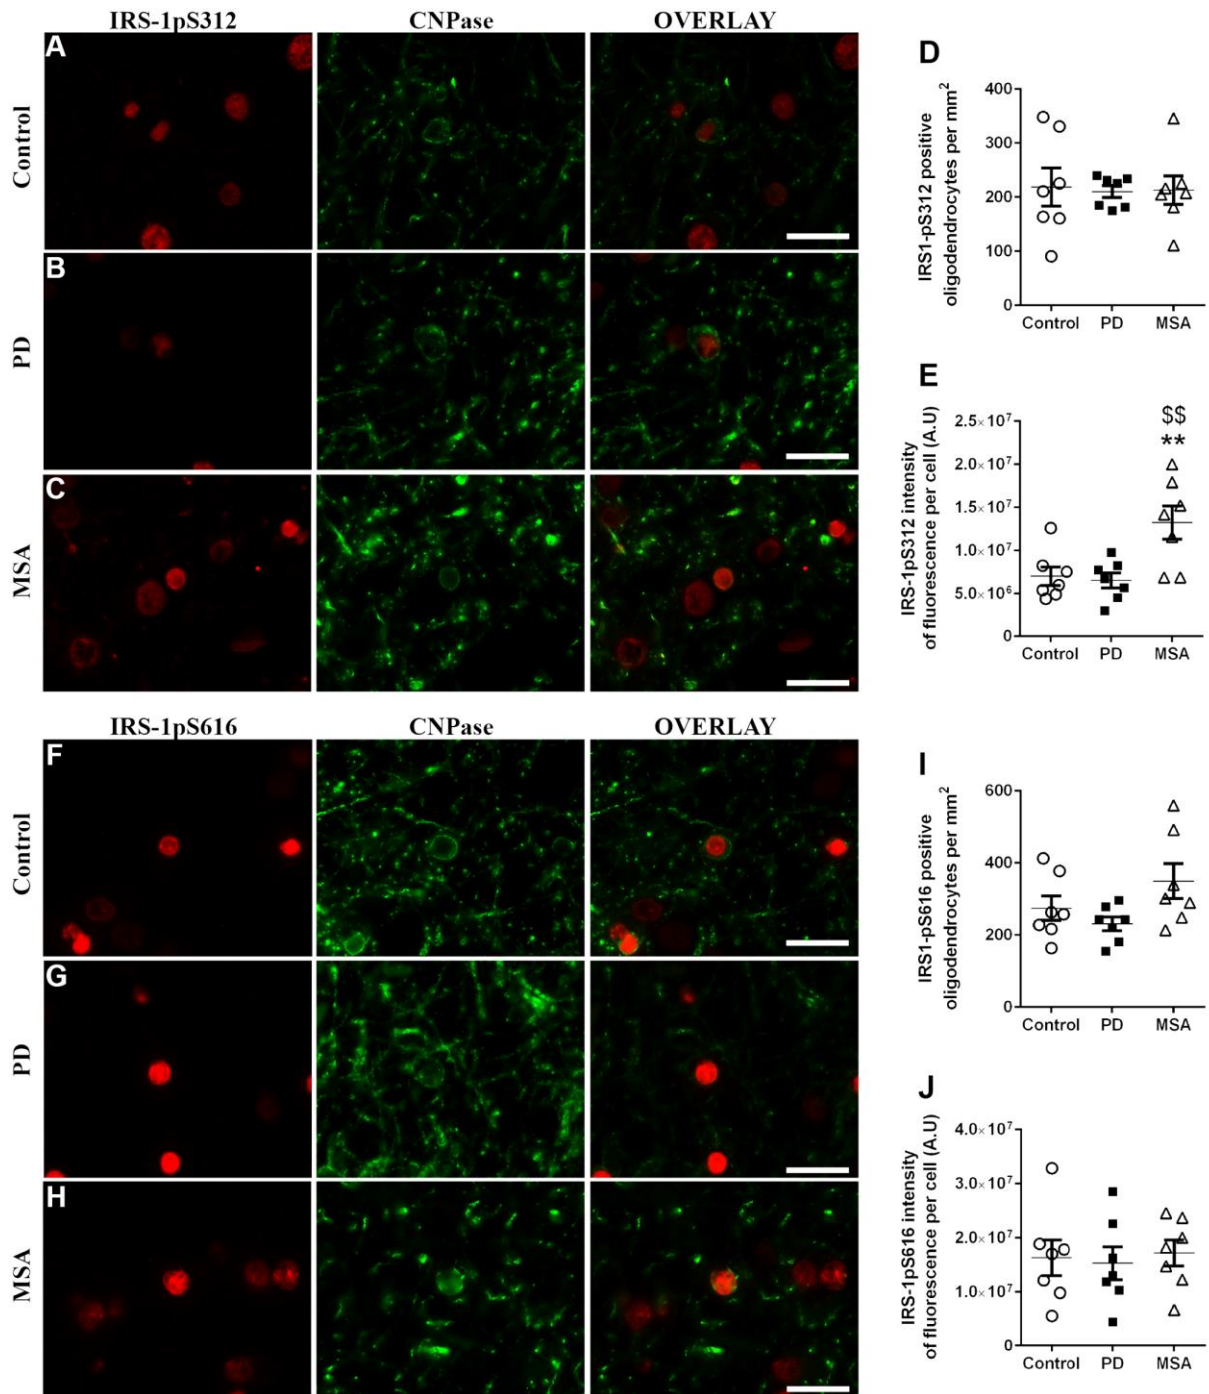 IRS-1pS312 CNPase OVERLAY
A
Control
B
PD
C
MSA
D
IRS1-pS312 positive
oligodendrocytes per mm²
400
300
200
100
0
Control PD MSA
E
IRS-1pS312 intensity
of fluorescence per cell (A.U)
2.5×10⁷
2.0×10⁷
1.5×10⁷
1.0×10⁷
5.0×10⁶
0
$$
**
Control PD MSA
IRS-1pS616 CNPase OVERLAY
F
Control
G
PD
H
MSA
I
IRS1-pS616 positive
oligodendrocytes per mm²
600
400
200
0
Control PD MSA
J
IRS-1pS616 intensity
of fluorescence per cell (A.U)
4.0×10⁷
3.0×10⁷
2.0×10⁷
1.0×10⁷
0
Control PD MSA